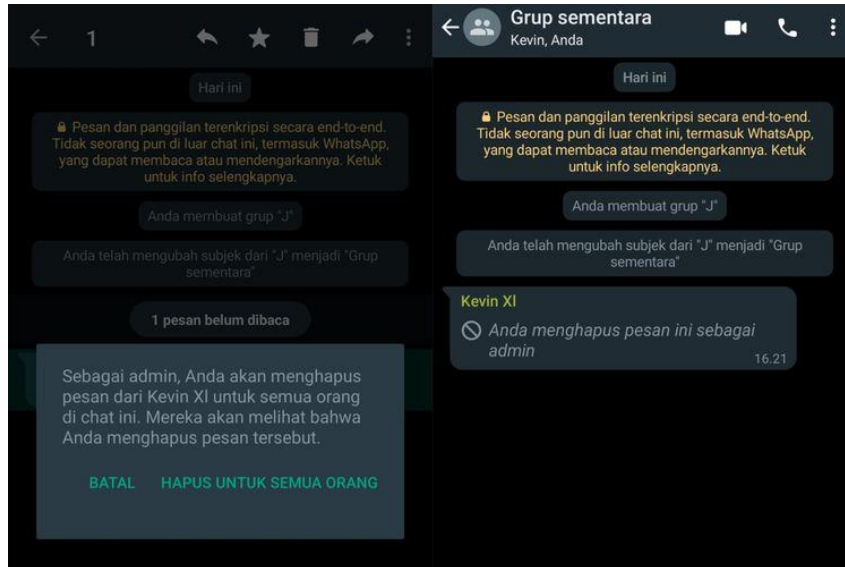 1
Hari ini
Pesan dan panggilan terenkripsi secara end-to-end.
Tidak seorang pun di luar chat ini, termasuk WhatsApp,
yang dapat membaca atau mendengarkannya. Ketuk
untuk info selengkapnya.
Anda membuat grup "J"
Anda telah mengubah subjek dari "J" menjadi "Grup
sementara"
1 pesan belum dibaca
Sebagai admin, Anda akan menghapus
pesan dari Kevin Xl untuk semua orang
di chat ini. Mereka akan melihat bahwa
Anda menghapus pesan tersebut.
BATAL HAPUS UNTUK SEMUA ORANG
Grup sementara
Kevin, Anda
Hari ini
Pesan dan panggilan terenkripsi secara end-to-end.
Tidak seorang pun di luar chat ini, termasuk WhatsApp,
yang dapat membaca atau mendengarkannya. Ketuk
untuk info selengkapnya.
Anda membuat grup "J"
Anda telah mengubah subjek dari "J" menjadi "Grup
sementara"
Kevin Xl
Anda menghapus pesan ini sebagai
admin
16.21